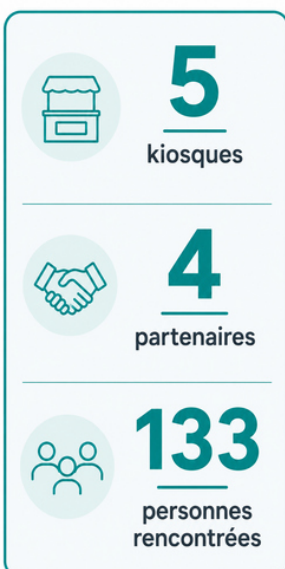 5
kiosques
4
partenaires
133
personnes
rencontrées